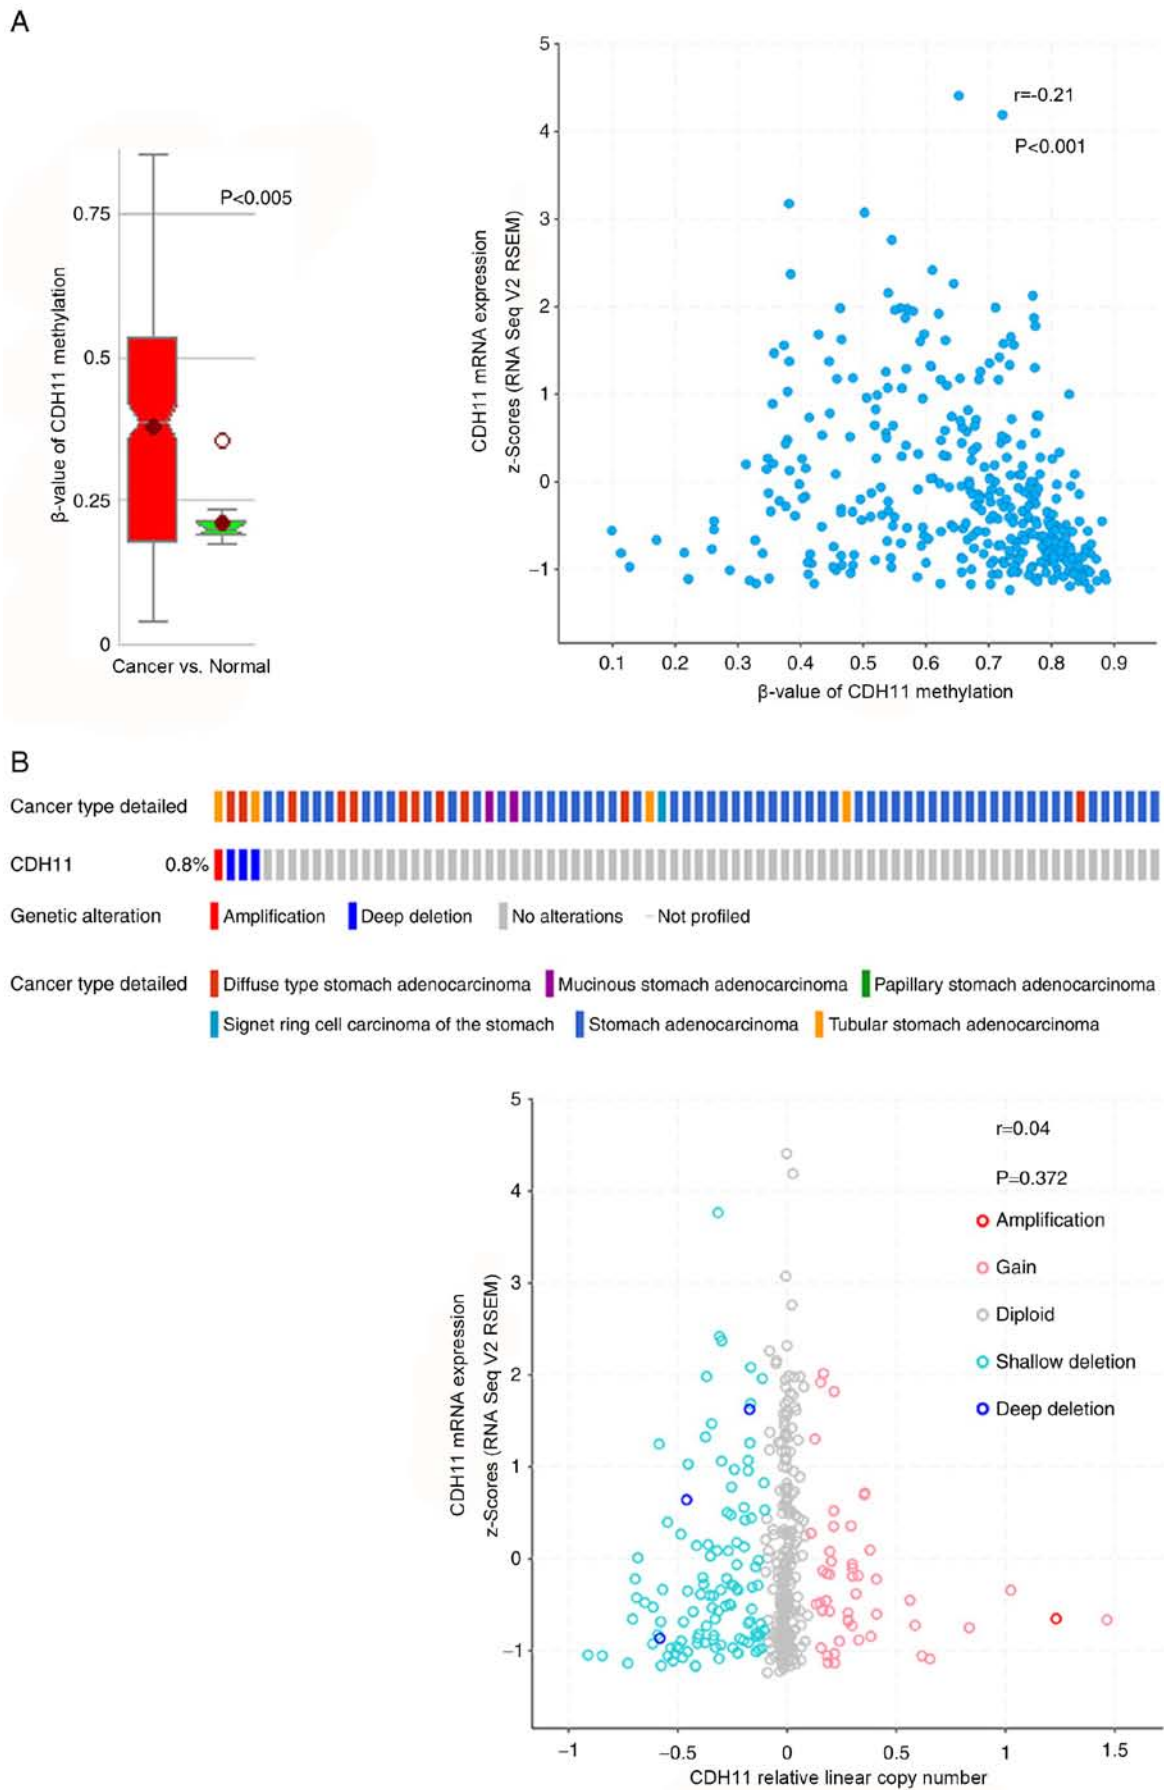 A
β-value of CDH11 methylation
0.75
0.5
0.25
0
P<0.005
Cancer vs. Normal
CDH11 mRNA expression
z-Scores (RNA Seq V2 RSEM)
5
4
3
2
1
0
−1
r=-0.21
P<0.001
0.1 0.2 0.3 0.4 0.5 0.6 0.7 0.8 0.9
β-value of CDH11 methylation
B
Cancer type detailed
CDH11 0.8%
Genetic alteration Amplification Deep deletion No alterations Not profiled
Cancer type detailed Diffuse type stomach adenocarcinoma Mucinous stomach adenocarcinoma Papillary stomach adenocarcinoma
Signet ring cell carcinoma of the stomach Stomach adenocarcinoma Tubular stomach adenocarcinoma
CDH11 mRNA expression
z-Scores (RNA Seq V2 RSEM)
5
4
3
2
1
0
−1
r=0.04
P=0.372
Amplification
Gain
Diploid
Shallow deletion
Deep deletion
−1 −0.5 0 0.5 1 1.5
CDH11 relative linear copy number